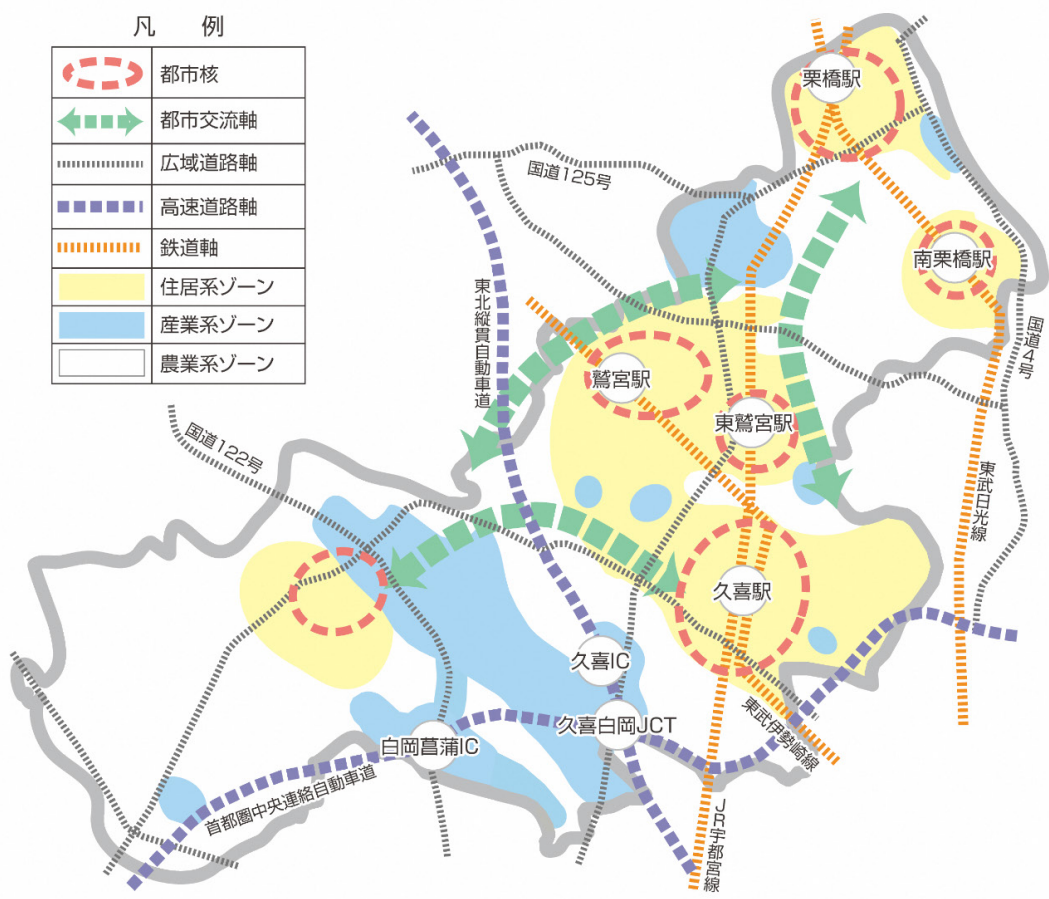 凡 例
都市核
都市交流軸
広域道路軸
高速道路軸
鉄道軸
住居系ゾーン
産業系ゾーン
農業系ゾーン
栗橋駅
国道125号
南栗橋駅
東北縦貫自動車道
国道4号
鷲宮駅
東鷲宮駅
国道122号
東武日光線
久喜駅
久喜IC
久喜白岡JCT
東武伊勢崎線
白岡菖蒲IC
首都圏中央連絡自動車道
JR宇都宮線